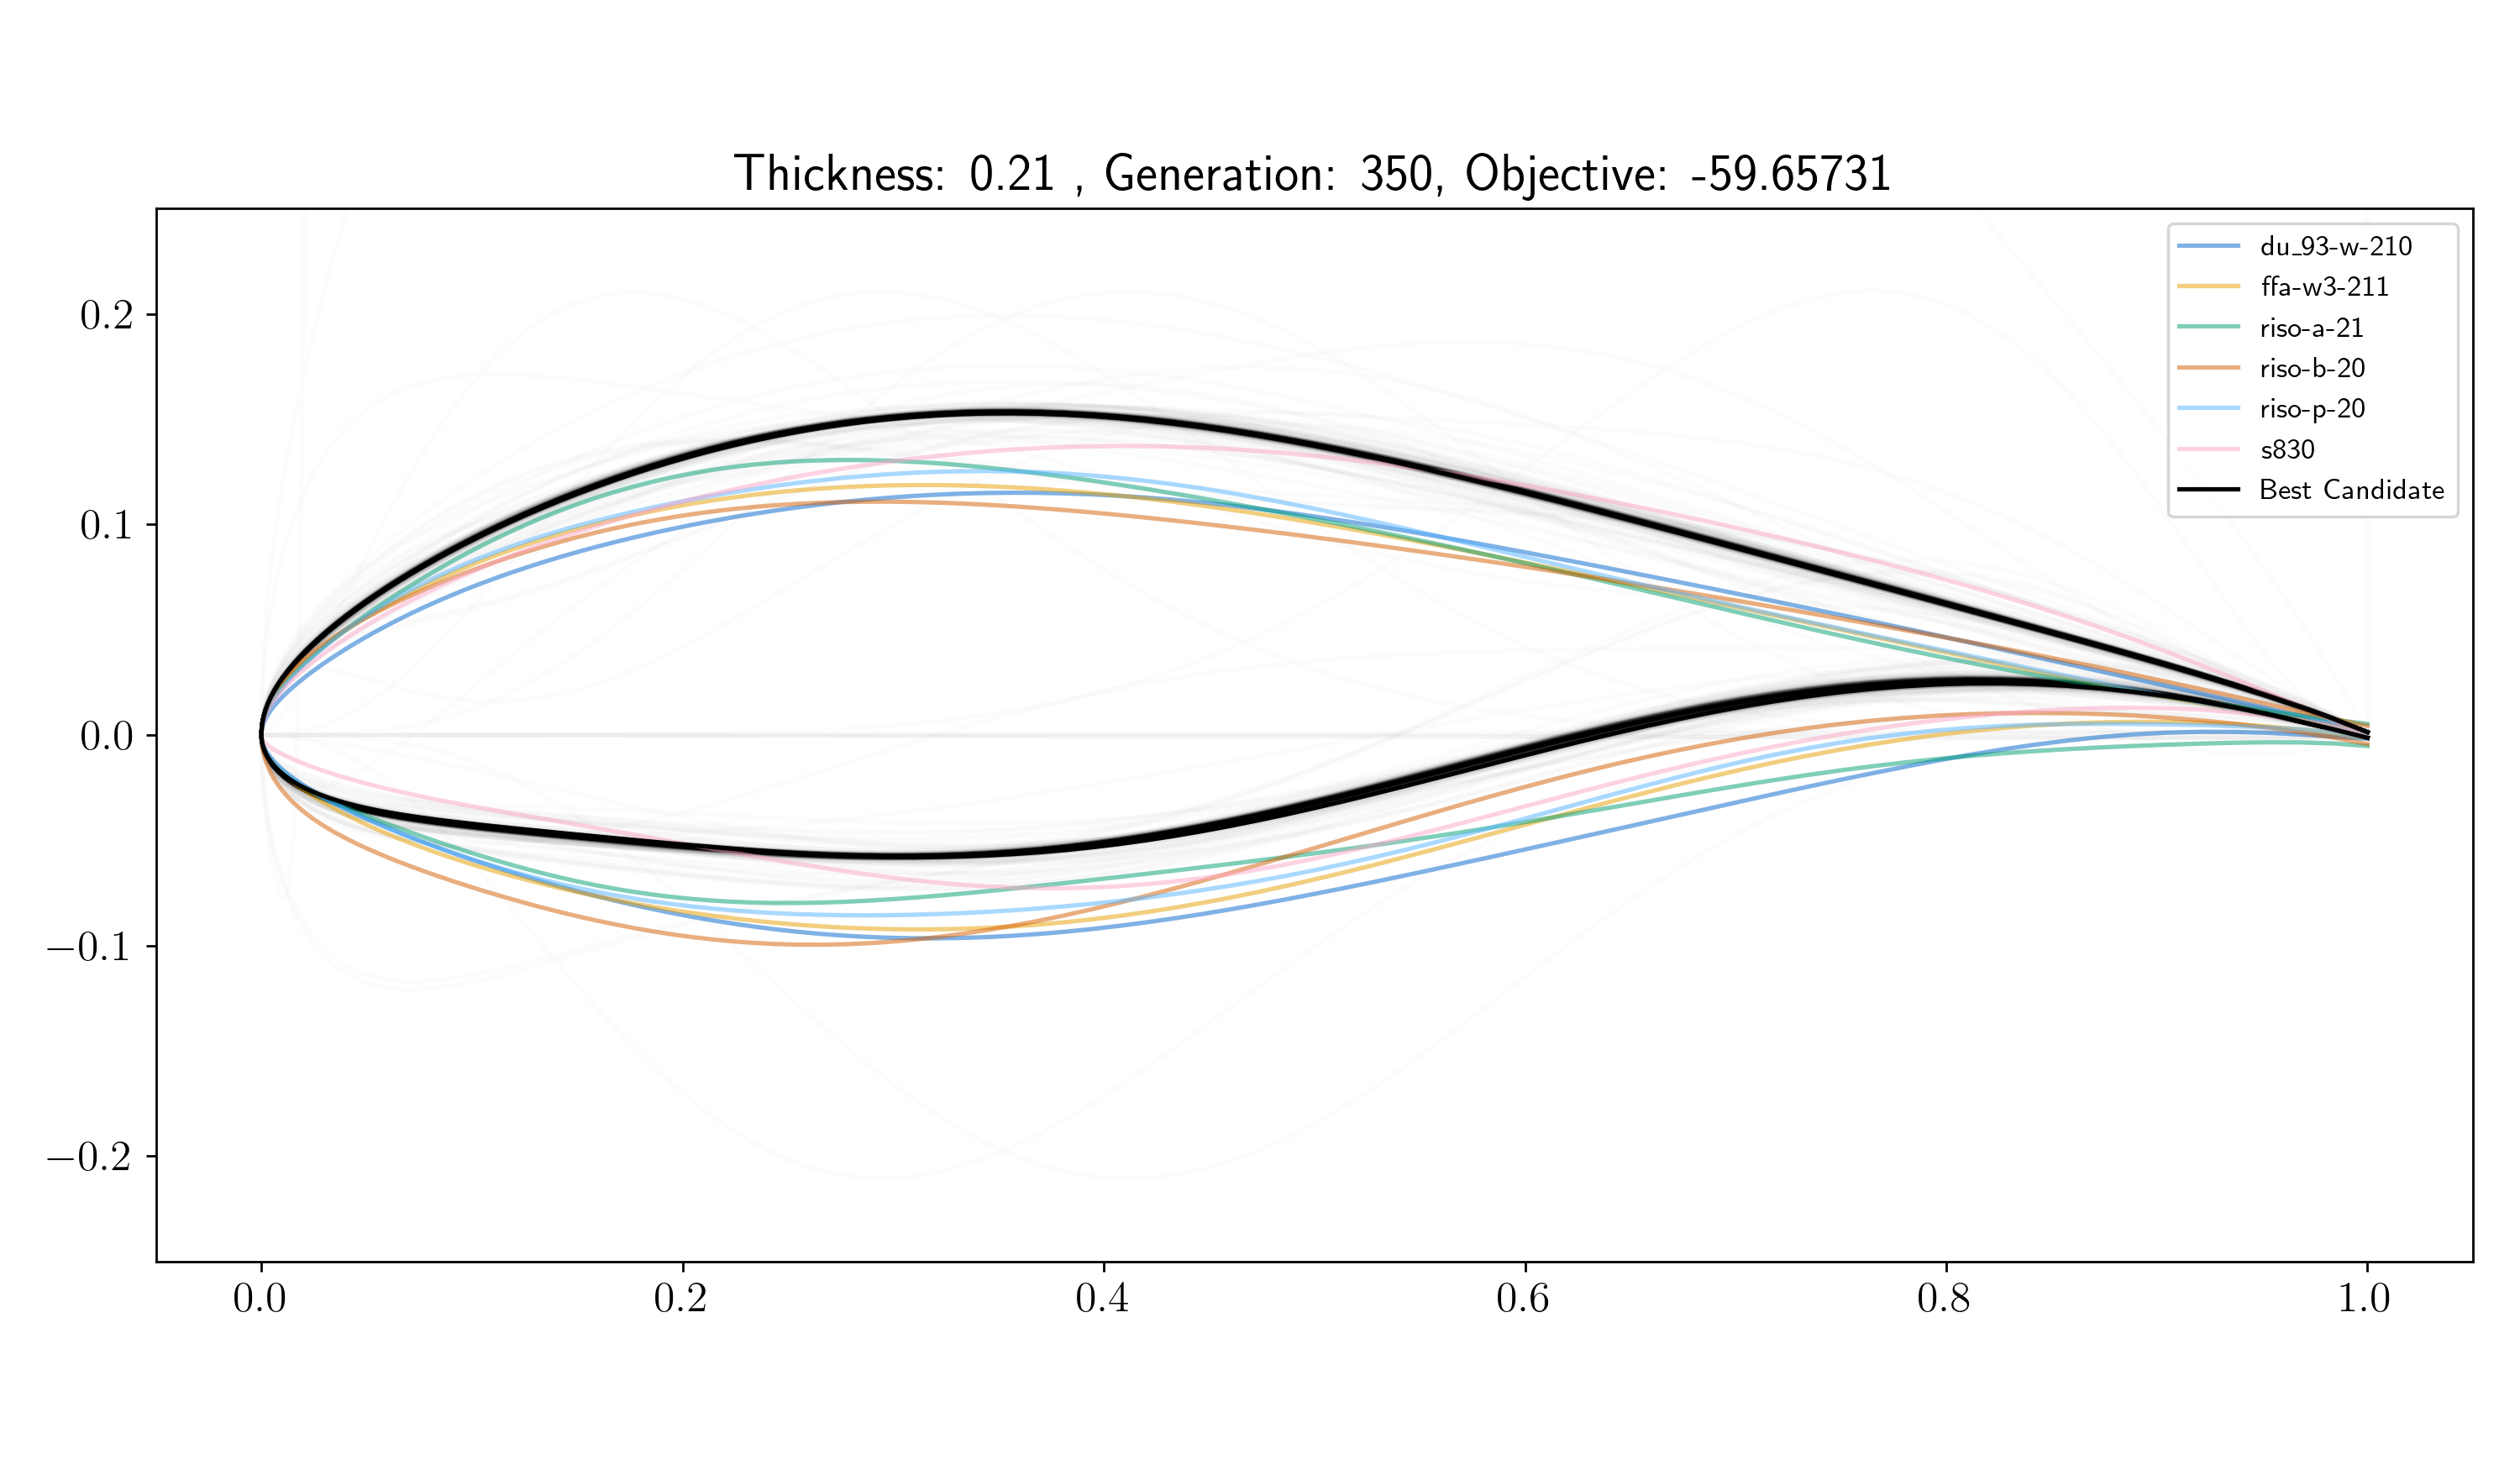 Thickness: 0.21 , Generation: 350, Objective: -59.65731
du_93-w-210
ffa-w3-211
riso-a-21
riso-b-20
riso-p-20
s830
Best Candidate
0.2
0.1
0.0
−0.1
−0.2
0.0 0.2 0.4 0.6 0.8 1.0